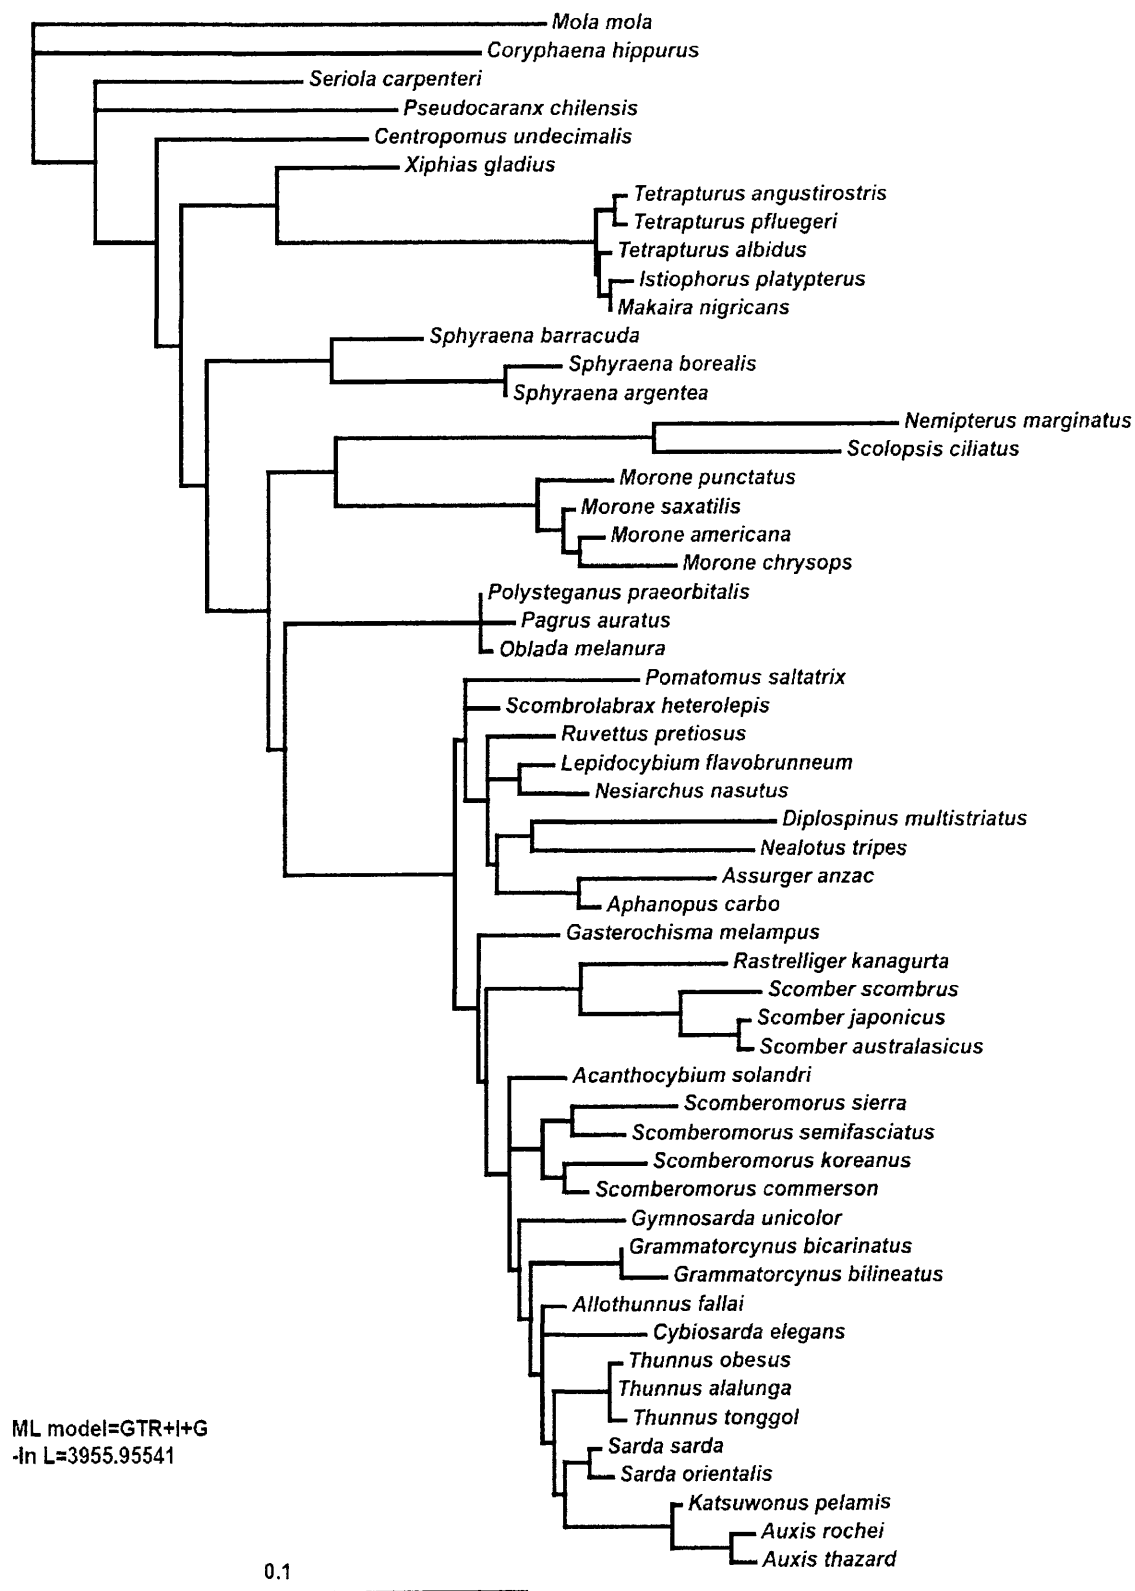 Mola mola
Coryphaena hippurus
Seriola carpenteri
Pseudocaranx chilensis
Centropomus undecimalis
Xiphias gladius
Tetrapturus angustirostris
Tetrapturus pfluegeri
Tetrapturus albidus
Istiophorus platypterus
Makaira nigricans
Sphyraena barracuda
Sphyraena borealis
Sphyraena argentea
Nemipterus marginatus
Scolopsis ciliatus
Morone punctatus
Morone saxatilis
Morone americana
Morone chrysops
Polysteganus praeorbitalis
Pagrus auratus
Oblada melanura
Pomatomus saltatrix
Scombrolabrax heterolepis
Ruvettus pretiosus
Lepidocybium flavobrunneum
Nesiarchus nasutus
Diplospinus multistriatus
Nealotus tripes
Assurger anzac
Aphanopus carbo
Gasterochisma melampus
Rastrelliger kanagurta
Scomber scombrus
Scomber japonicus
Scomber australasicus
Acanthocybium solandri
Scomberomorus sierra
Scomberomorus semifasciatus
Scomberomorus koreanus
Scomberomorus commerson
Gymnosarda unicolor
Grammatorcynus bicarinatus
Grammatorcynus bilineatus
Allothunnus fallai
Cybiosarda elegans
Thunnus obesus
Thunnus alalunga
Thunnus tonggol
ML model=GTR+I+G
-ln L=3955.95541
Sarda sarda
Sarda orientalis
Katsuwonus pelamis
Auxis rochei
Auxis thazard
0.1